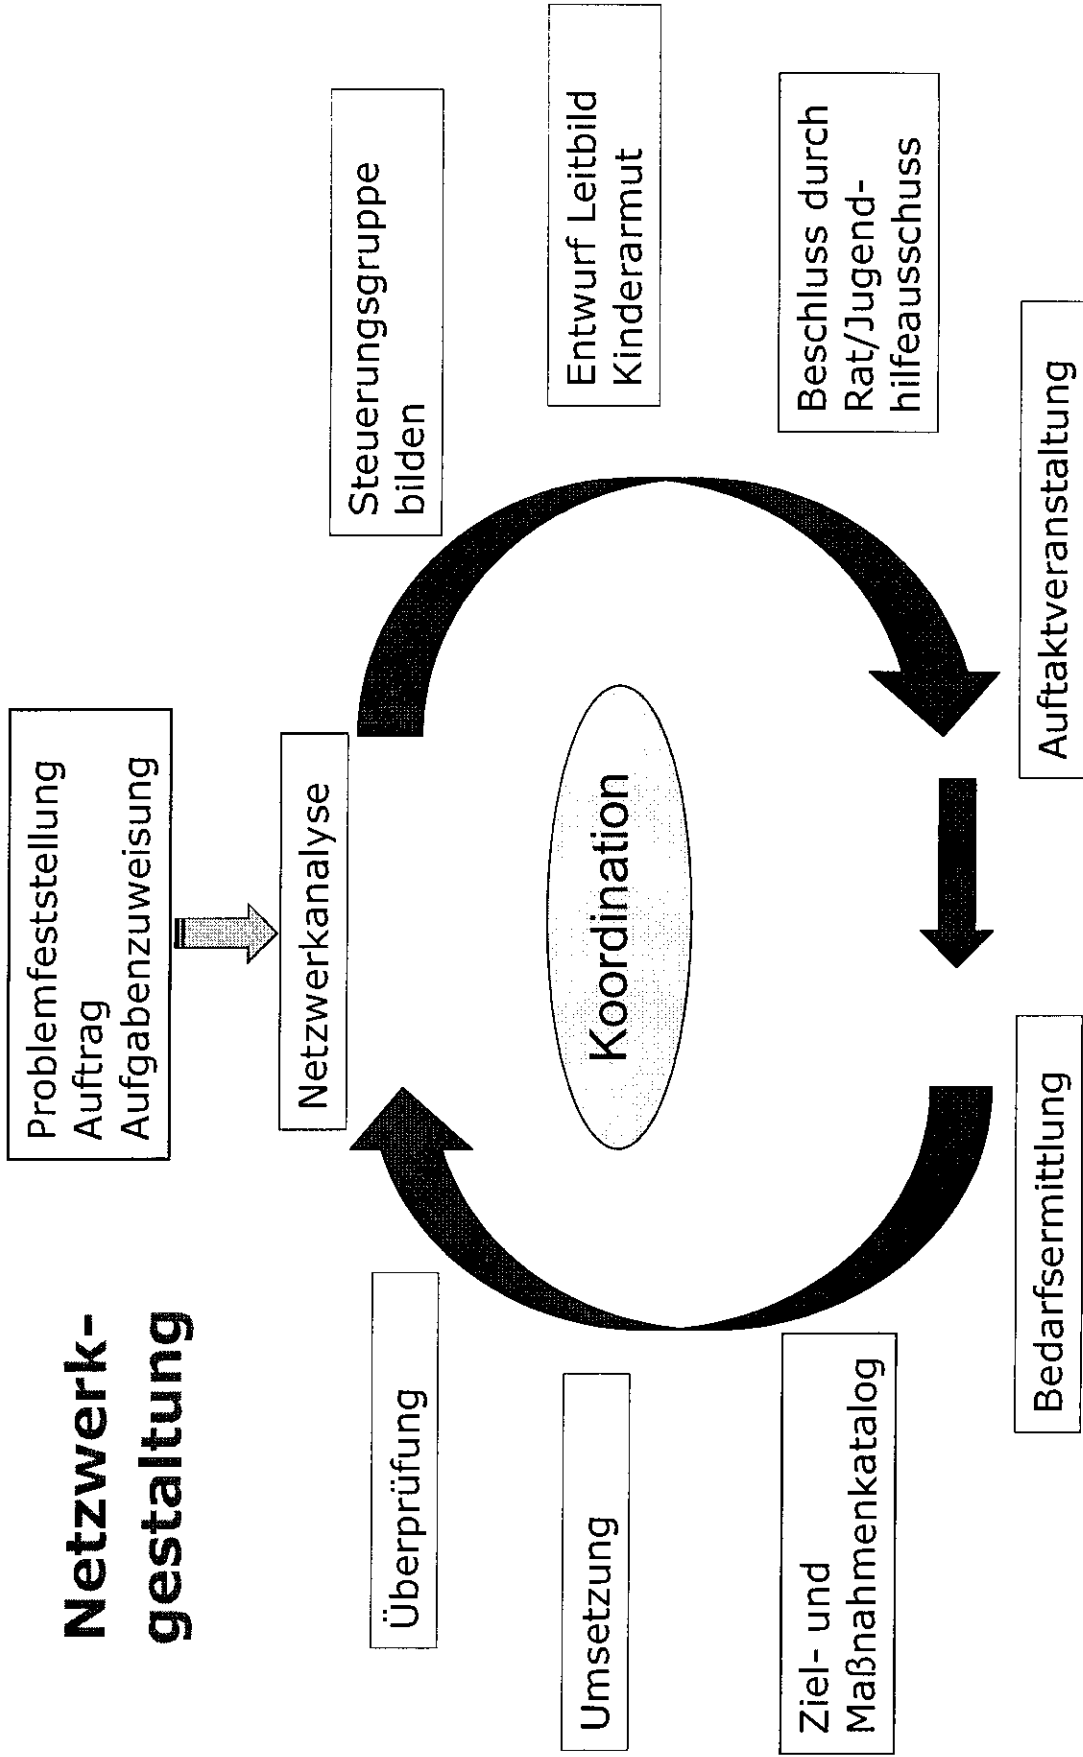 Netzwerk-
gestaltung
Problemfeststellung
Auftrag
Aufgabenzuweisung
Netzwerkanalyse
Steuerungsgruppe
bilden
Entwurf Leitbild
Kinderarmut
Beschluss durch
Rat/Jugend-
hilfeausschuss
Auftaktveranstaltung
Bedarfsermittlung
Ziel- und
Maßnahmenkatalog
Umsetzung
Überprüfung
Koordination